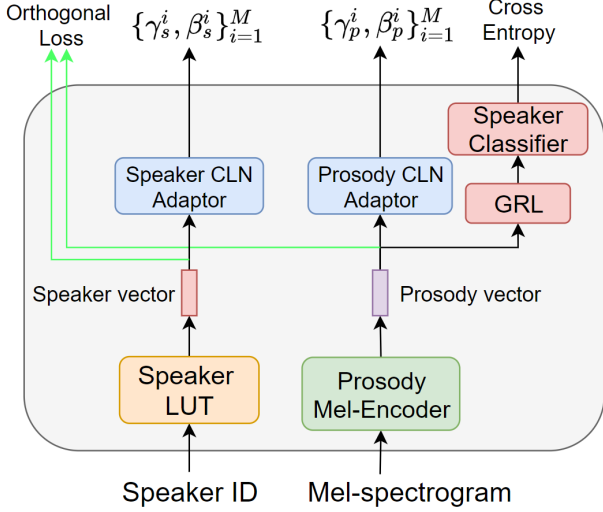 Orthogonal
Loss
{γ_s^i, β_s^i}_{i=1}^M
{γ_p^i, β_p^i}_{i=1}^M
Cross
Entropy
Speaker
Classifier
Speaker CLN
Adaptor
Prosody CLN
Adaptor
GRL
Speaker vector
Prosody vector
Speaker
LUT
Prosody
Mel-Encoder
Speaker ID
Mel-spectrogram